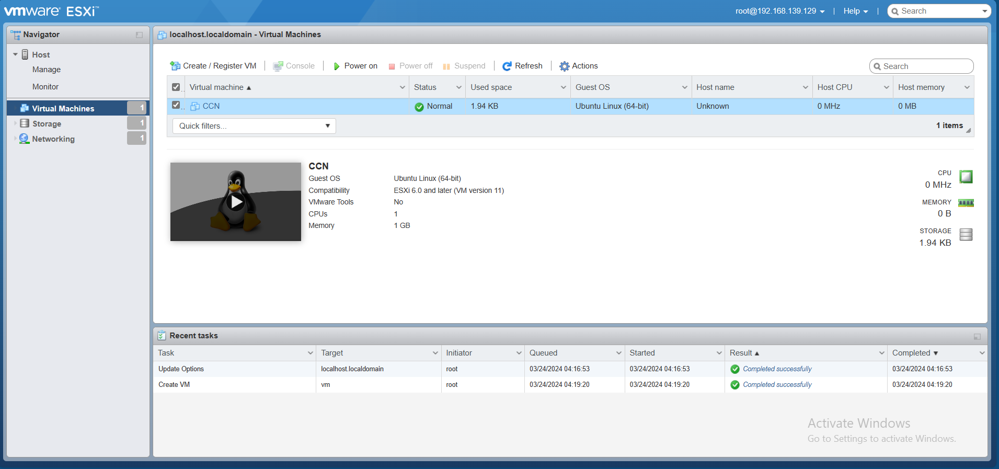 vmware ESXi™
root@192.168.139.129 | Help | Search
Navigator
Host
Manage
Monitor
Virtual Machines 1
Storage 1
Networking 1
localhost.localdomain - Virtual Machines
Create / Register VM | Console | Power on Power off Suspend | Refresh | Actions
Search
Virtual machine ▲ Status Used space Guest OS Host name Host CPU Host memory
CCN Normal 1.94 KB Ubuntu Linux (64-bit) Unknown 0 MHz 0 MB
Quick filters... 1 items
CCN
Guest OS Ubuntu Linux (64-bit)
Compatibility ESXi 6.0 and later (VM version 11)
VMware Tools No
CPUs 1
Memory 1 GB
CPU
0 MHz
MEMORY
0 B
STORAGE
1.94 KB
Recent tasks
Task Target Initiator Queued Started Result ▲ Completed ▼
Update Options localhost.localdomain root 03/24/2024 04:16:53 03/24/2024 04:16:53 Completed successfully 03/24/2024 04:16:53
Create VM vm root 03/24/2024 04:19:20 03/24/2024 04:19:20 Completed successfully 03/24/2024 04:19:20
Activate Windows
Go to Settings to activate Windows.